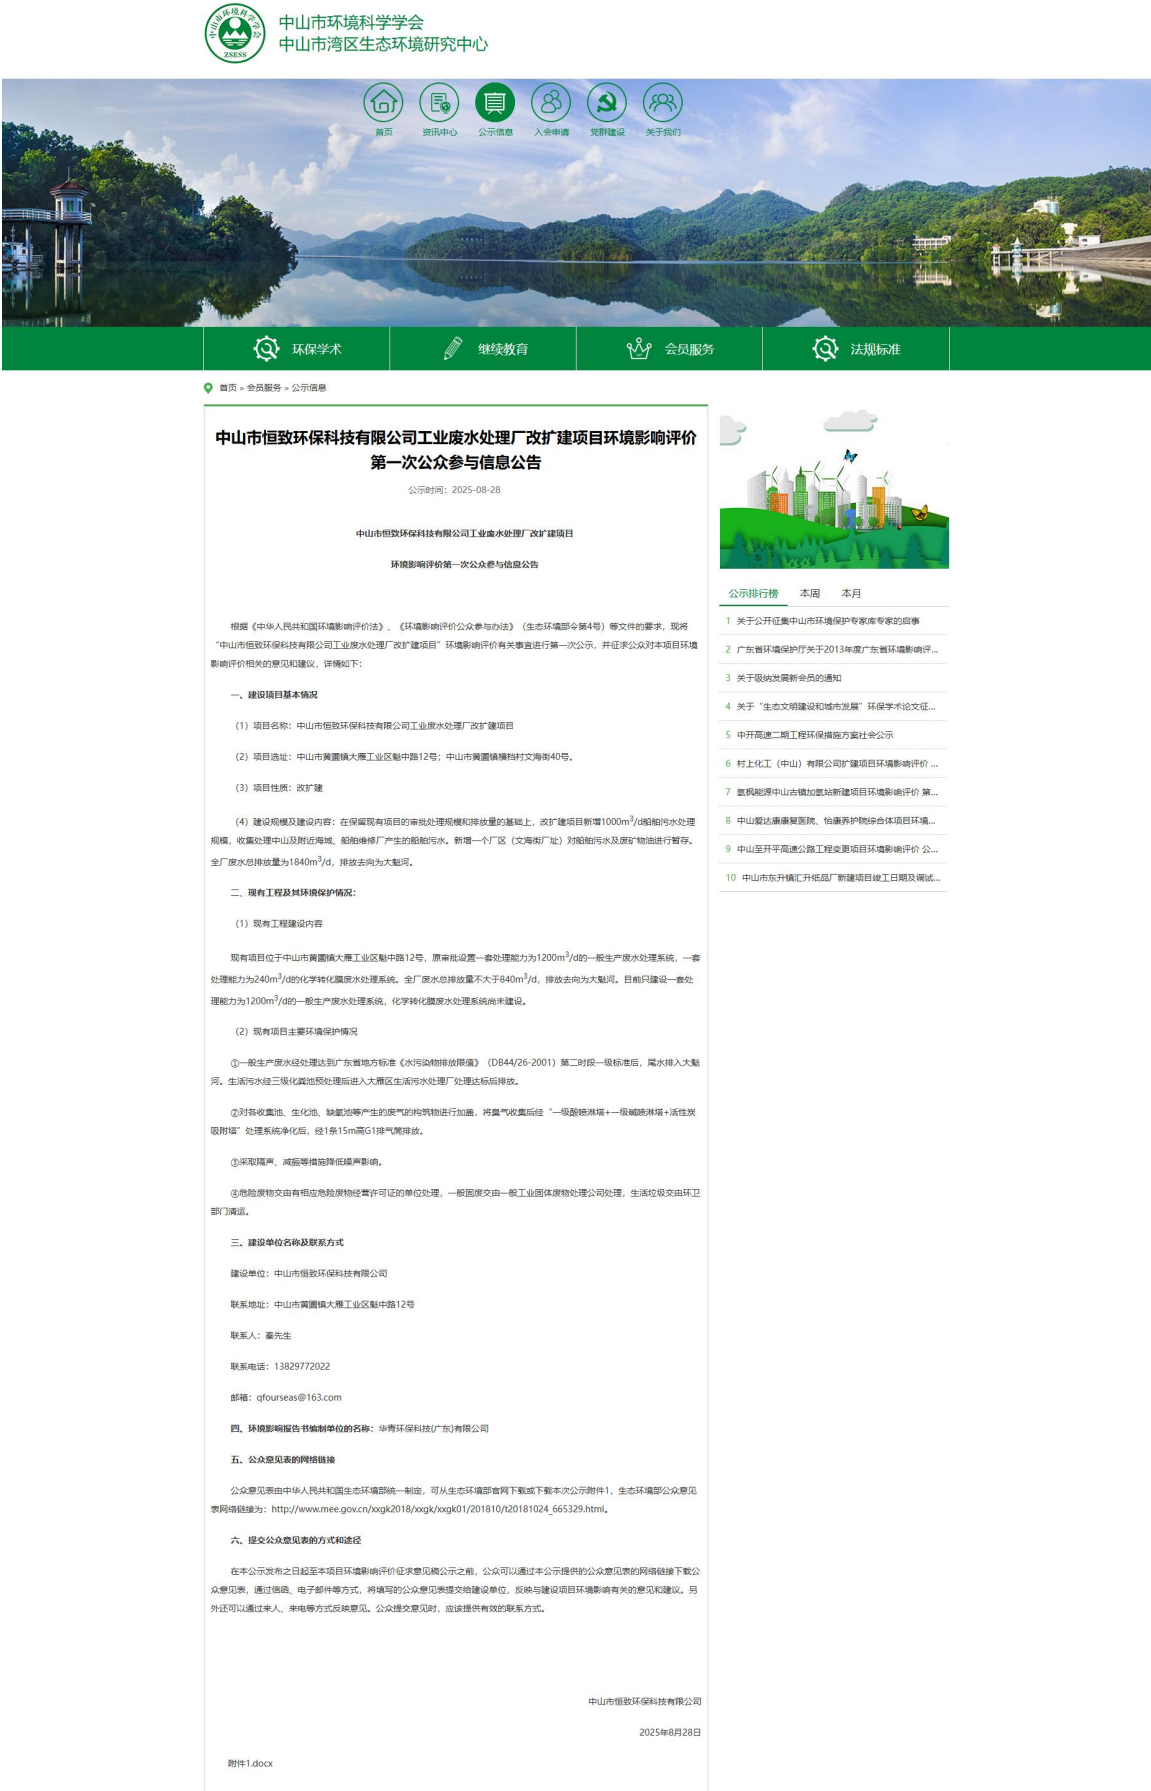 中山市环境科学学会
ZSESS
中山市环境科学学会
中山市湾区生态环境研究中心
首页
资讯中心
公示信息
入会申请
党群建设
关于我们
环保学术
继续教育
会员服务
法规标准
首页 » 会员服务 » 公示信息
中山市恒致环保科技有限公司工业废水处理厂改扩建项目环境影响评价
第一次公众参与信息公告
公示时间：2025-08-28
中山市恒致环保科技有限公司工业废水处理厂改扩建项目
环境影响评价第一次公众参与信息公告
根据《中华人民共和国环境影响评价法》、《环境影响评价公众参与办法》（生态环境部令第4号）等文件的要求，现将
“中山市恒致环保科技有限公司工业废水处理厂改扩建项目”环境影响评价有关事宜进行第一次公示，并征求公众对本项目环境
影响评价相关的意见和建议，详情如下：
一、建设项目基本情况
（1）项目名称：中山市恒致环保科技有限公司工业废水处理厂改扩建项目
（2）项目选址：中山市黄圃镇大雁工业区魁中路12号；中山市黄圃镇横档村文海街40号。
（3）项目性质：改扩建
（4）建设规模及建设内容：在保留现有项目的审批处理规模和排放量的基础上，改扩建项目新增1000m³/d船舶污水处理
规模，收集处理中山及附近海域、船舶维修厂产生的船舶污水。新增一个厂区（文海街厂址）对船舶污水及废矿物油进行暂存。
全厂废水总排放量为1840m³/d，排放去向为大魁河。
二、现有工程及其环境保护情况：
（1）现有工程建设内容
现有项目位于中山市黄圃镇大雁工业区魁中路12号，原审批设置一套处理能力为1200m³/d的一般生产废水处理系统，一套
处理能力为240m³/d的化学转化膜废水处理系统。全厂废水总排放量不大于840m³/d，排放去向为大魁河。目前只建设一套处
理能力为1200m³/d的一般生产废水处理系统，化学转化膜废水处理系统尚未建设。
（2）现有项目主要环境保护情况
①一般生产废水经处理达到广东省地方标准《水污染物排放限值》（DB44/26-2001）第二时段一级标准后，尾水排入大魁
河。生活污水经三级化粪池预处理后进入大雁区生活污水处理厂处理达标后排放。
②对各收集池、生化池、缺氧池等产生的废气的构筑物进行加盖，将臭气收集后经“一级酸喷淋塔+一级碱喷淋塔+活性炭
吸附塔”处理系统净化后，经1条15m高G1排气筒排放。
③采取隔声、减振等措施降低噪声影响。
④危险废物交由有相应危险废物经营许可证的单位处理，一般固废交由一般工业固体废物处理公司处理，生活垃圾交由环卫
部门清运。
三、建设单位名称及联系方式
建设单位：中山市恒致环保科技有限公司
联系地址：中山市黄圃镇大雁工业区魁中路12号
联系人：秦先生
联系电话：13829772022
邮箱：qfourseas@163.com
四、环境影响报告书编制单位的名称：华青环保科技(广东)有限公司
五、公众意见表的网络链接
公众意见表由中华人民共和国生态环境部统一制定，可从生态环境部官网下载或下载本次公示附件1，生态环境部公众意见
表网络链接为：http://www.mee.gov.cn/xxgk2018/xxgk/xxgk01/201810/t20181024_665329.html。
六、提交公众意见表的方式和途径
在本公示发布之日起至本项目环境影响评价征求意见稿公示之前，公众可以通过本公示提供的公众意见表的网络链接下载公
众意见表，通过信函、电子邮件等方式，将填写的公众意见表提交给建设单位，反映与建设项目环境影响有关的意见和建议。另
外还可以通过来人、来电等方式反映意见。公众提交意见时，应该提供有效的联系方式。
中山市恒致环保科技有限公司
2025年8月28日
附件1.docx
公示排行榜 本周 本月
1 关于公开征集中山市环境保护专家库专家的启事
2 广东省环境保护厅关于2013年度广东省环境影响评...
3 关于吸纳发展新会员的通知
4 关于“生态文明建设和城市发展”环保学术论文征...
5 中开高速二期工程环保措施方案社会公示
6 村上化工（中山）有限公司扩建项目环境影响评价 ...
7 氢枫能源中山古镇加氢站新建项目环境影响评价 第...
8 中山爱达康康复医院、怡康养护院综合体项目环境...
9 中山至开平高速公路工程变更项目环境影响评价 公...
10 中山市东升镇汇升纸品厂新建项目竣工日期及调试...